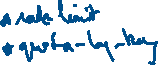 * rate limit
* quota-by-key